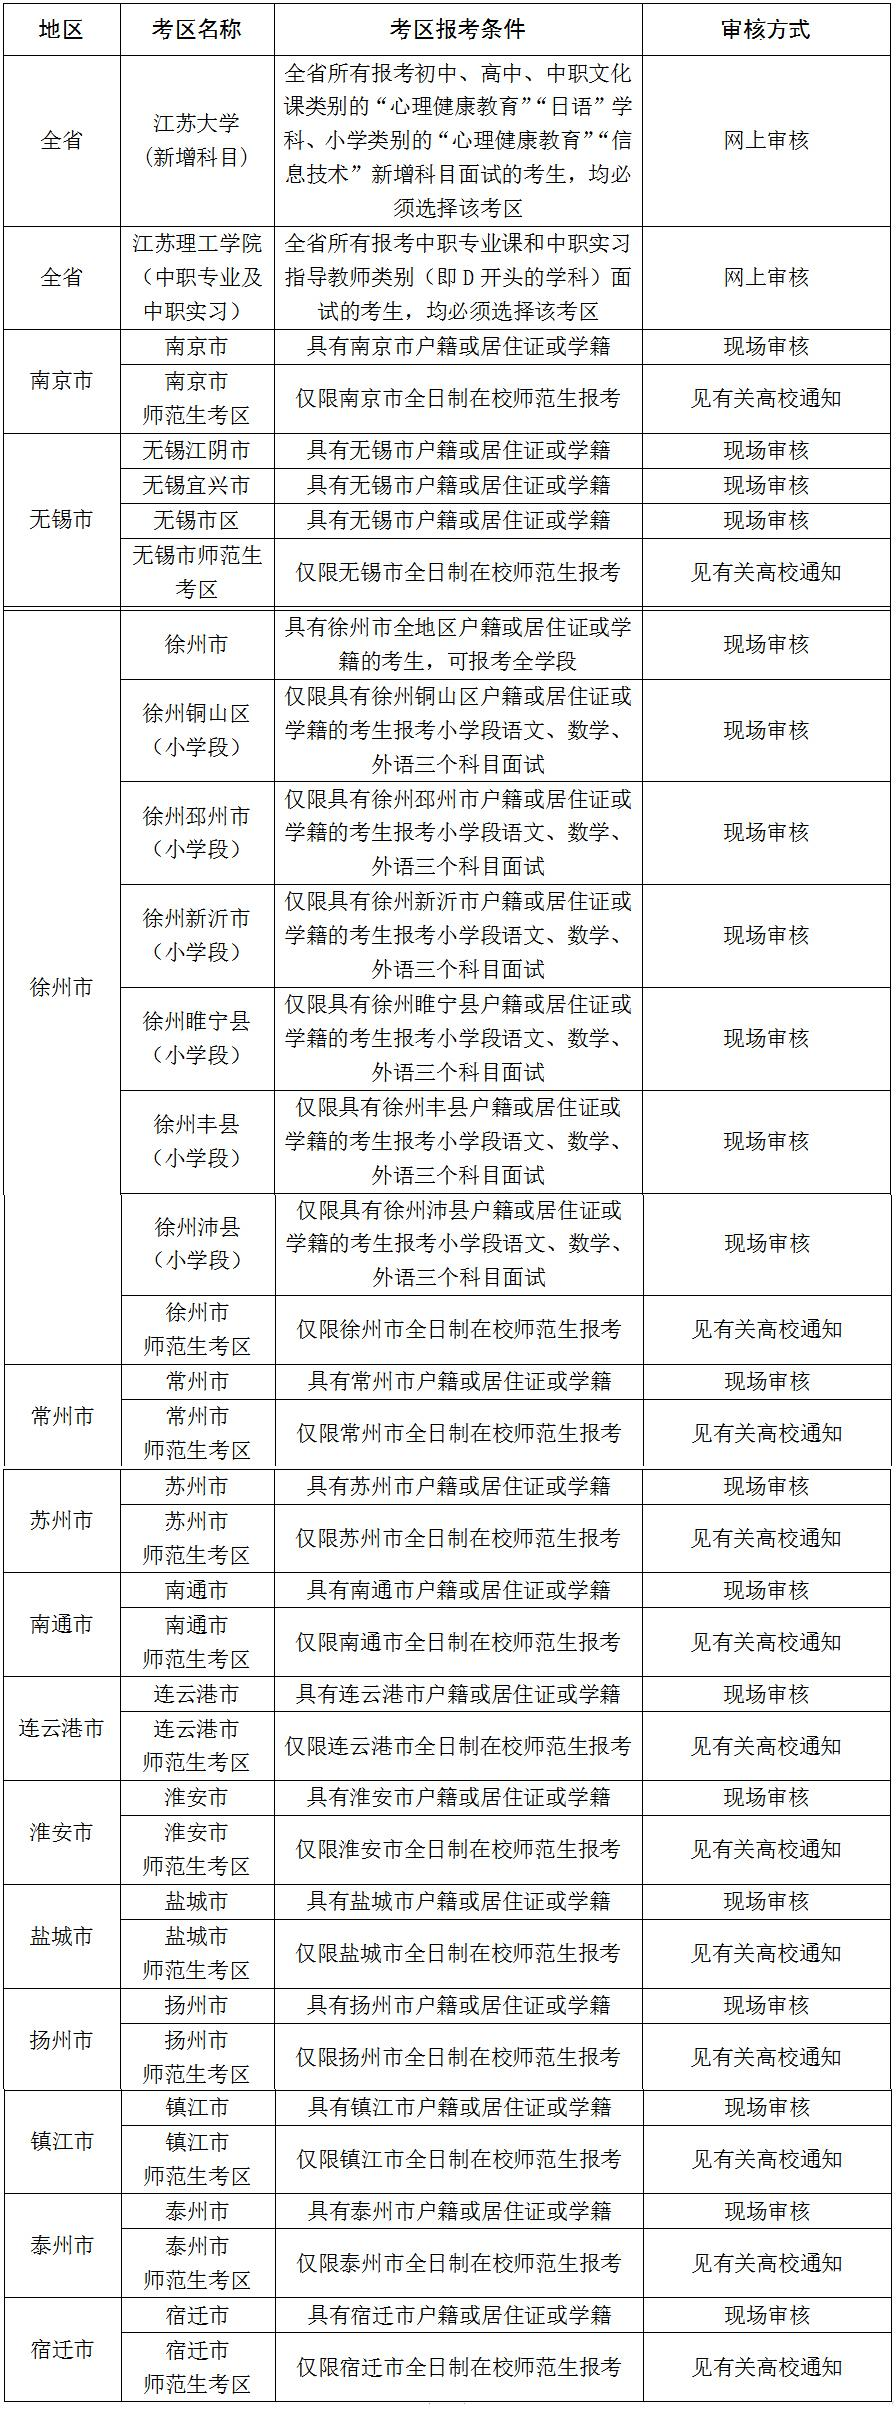 地区 考区名称 考区报考条件 审核方式
全省
江苏大学
(新增科目)
全省所有报考初中、高中、中职文化
课类别的“心理健康教育”“日语”学
科、小学类别的“心理健康教育”“信
息技术”新增科目面试的考生，均必
须选择该考区
网上审核
全省
江苏理工学院
（中职专业及
中职实习）
全省所有报考中职专业课和中职实习
指导教师类别（即D开头的学科）面
试的考生，均必须选择该考区
网上审核
南京市
南京市 具有南京市户籍或居住证或学籍 现场审核
南京市
师范生考区
仅限南京市全日制在校师范生报考 见有关高校通知
无锡市
无锡江阴市 具有无锡市户籍或居住证或学籍 现场审核
无锡宜兴市 具有无锡市户籍或居住证或学籍 现场审核
无锡市区 具有无锡市户籍或居住证或学籍 现场审核
无锡市师范生
考区
仅限无锡市全日制在校师范生报考 见有关高校通知
徐州市
徐州市
具有徐州市全地区户籍或居住证或学
籍的考生，可报考全学段
现场审核
徐州铜山区
（小学段）
仅限具有徐州铜山区户籍或居住证或
学籍的考生报考小学段语文、数学、
外语三个科目面试
现场审核
徐州邳州市
（小学段）
仅限具有徐州邳州市户籍或居住证或
学籍的考生报考小学段语文、数学、
外语三个科目面试
现场审核
徐州新沂市
（小学段）
仅限具有徐州新沂市户籍或居住证或
学籍的考生报考小学段语文、数学、
外语三个科目面试
现场审核
徐州睢宁县
（小学段）
仅限具有徐州睢宁县户籍或居住证或
学籍的考生报考小学段语文、数学、
外语三个科目面试
现场审核
徐州丰县
（小学段）
仅限具有徐州丰县户籍或居住证或
学籍的考生报考小学段语文、数学、
外语三个科目面试
现场审核
徐州沛县
（小学段）
仅限具有徐州沛县户籍或居住证或
学籍的考生报考小学段语文、数学、
外语三个科目面试
现场审核
徐州市
师范生考区
仅限徐州市全日制在校师范生报考 见有关高校通知
常州市
常州市 具有常州市户籍或居住证或学籍 现场审核
常州市
师范生考区
仅限常州市全日制在校师范生报考 见有关高校通知
苏州市
苏州市 具有苏州市户籍或居住证或学籍 现场审核
苏州市
师范生考区
仅限苏州市全日制在校师范生报考 见有关高校通知
南通市
南通市 具有南通市户籍或居住证或学籍 现场审核
南通市
师范生考区
仅限南通市全日制在校师范生报考 见有关高校通知
连云港市
连云港市 具有连云港市户籍或居住证或学籍 现场审核
连云港市
师范生考区
仅限连云港市全日制在校师范生报考 见有关高校通知
淮安市
淮安市 具有淮安市户籍或居住证或学籍 现场审核
淮安市
师范生考区
仅限淮安市全日制在校师范生报考 见有关高校通知
盐城市
盐城市 具有盐城市户籍或居住证或学籍 现场审核
盐城市
师范生考区
仅限盐城市全日制在校师范生报考 见有关高校通知
扬州市
扬州市 具有扬州市户籍或居住证或学籍 现场审核
扬州市
师范生考区
仅限扬州市全日制在校师范生报考 见有关高校通知
镇江市
镇江市 具有镇江市户籍或居住证或学籍 现场审核
镇江市
师范生考区
仅限镇江市全日制在校师范生报考 见有关高校通知
泰州市
泰州市 具有泰州市户籍或居住证或学籍 现场审核
泰州市
师范生考区
仅限泰州市全日制在校师范生报考 见有关高校通知
宿迁市
宿迁市 具有宿迁市户籍或居住证或学籍 现场审核
宿迁市
师范生考区
仅限宿迁市全日制在校师范生报考 见有关高校通知